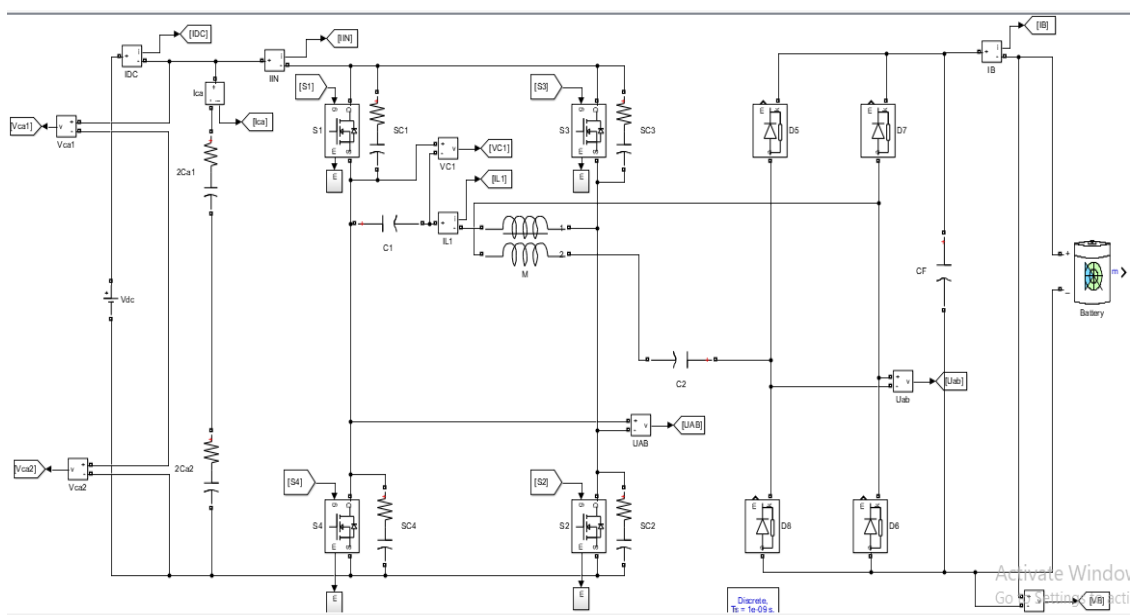 [IDC]
IDC
[IIN]
IIN
[IB]
IB
Ica
[Ica]
[Vca1]
v
Vca1
2Ca1
[S1]
S1
SC1
[S3]
S3
SC3
v
VC1
[VC1]
[IL1]
IL1
E
E
C1
1
2
M
D5
D7
CF
Vdc
m
Battery
C2
v
Uab
[Uab]
v
UAB
[UAB]
[Vca2]
v
Vca2
2Ca2
[S4]
S4
SC4
[S2]
S2
SC2
D8
D6
E
E
Discrete,
Ts = 1e-09 s.
Activate Window
[VB]